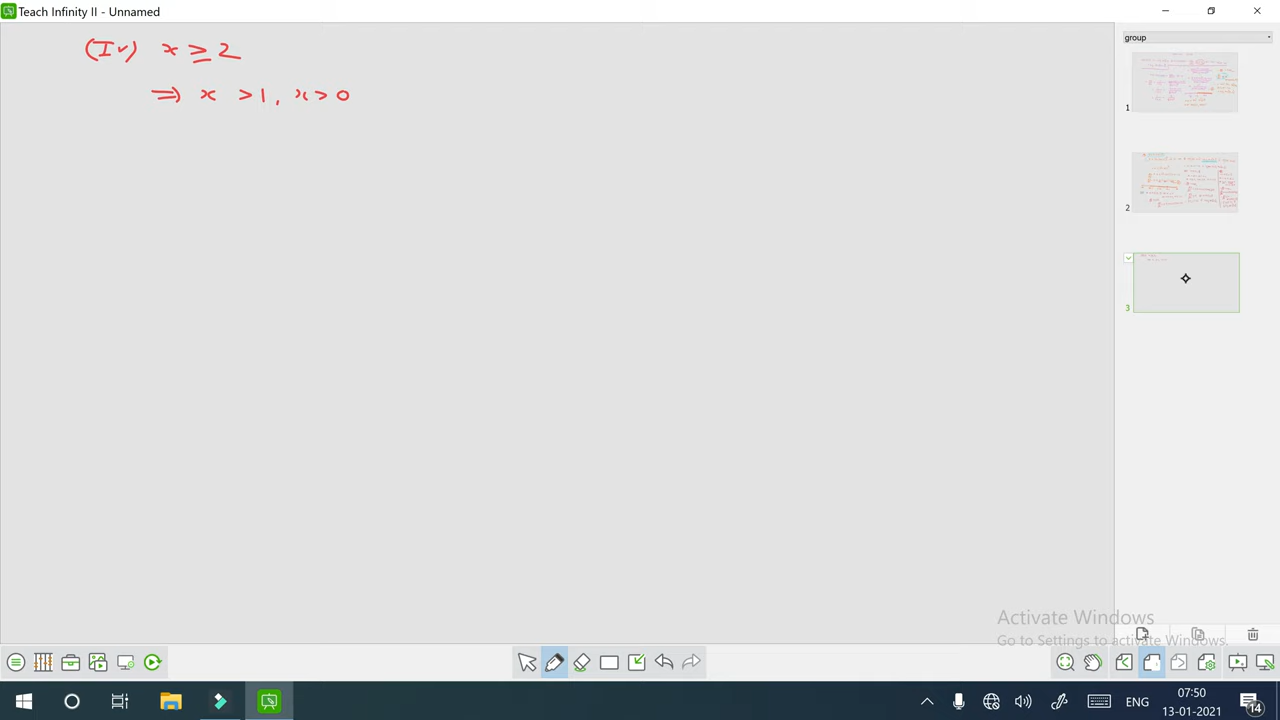 Teach Infinity II - Unnamed
(Iv) x ≥ 2
⇒ x > 1, x > 0
group
1
2
3
Activate Windows
Go to Settings to activate Windows.
ENG
07:50
13-01-2021
14